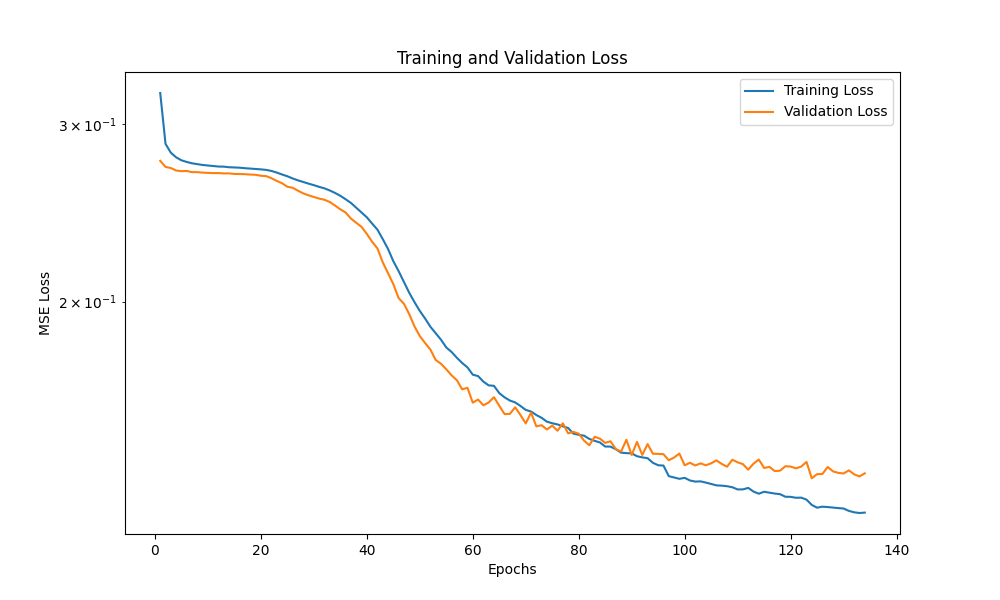 Training and Validation Loss
Training Loss
Validation Loss
3 × 10⁻¹
2 × 10⁻¹
MSE Loss
0 20 40 60 80 100 120 140
Epochs